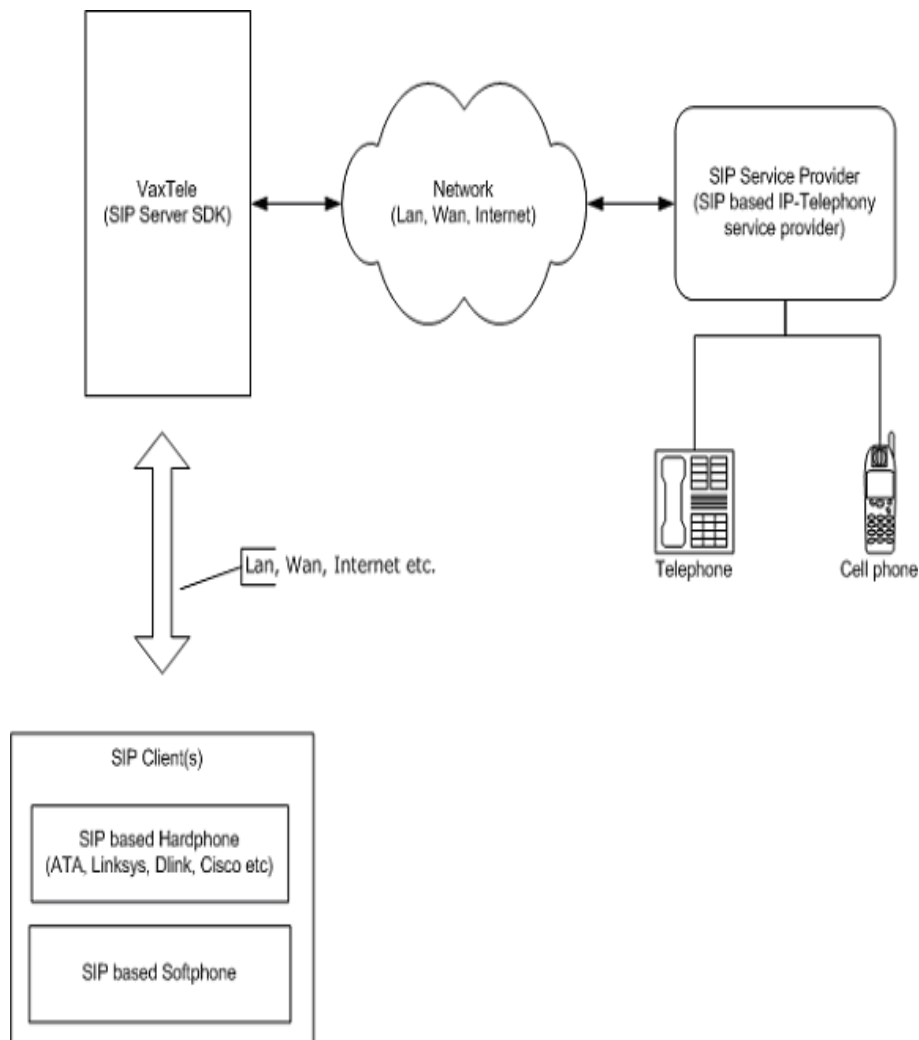 VaxTele
(SIP Server SDK)
Network
(Lan, Wan, Internet)
SIP Service Provider
(SIP based IP-Telephony
service provider)
Telephone
Cell phone
Lan, Wan, Internet etc.
SIP Client(s)
SIP based Hardphone
(ATA, Linksys, Dlink, Cisco etc)
SIP based Softphone